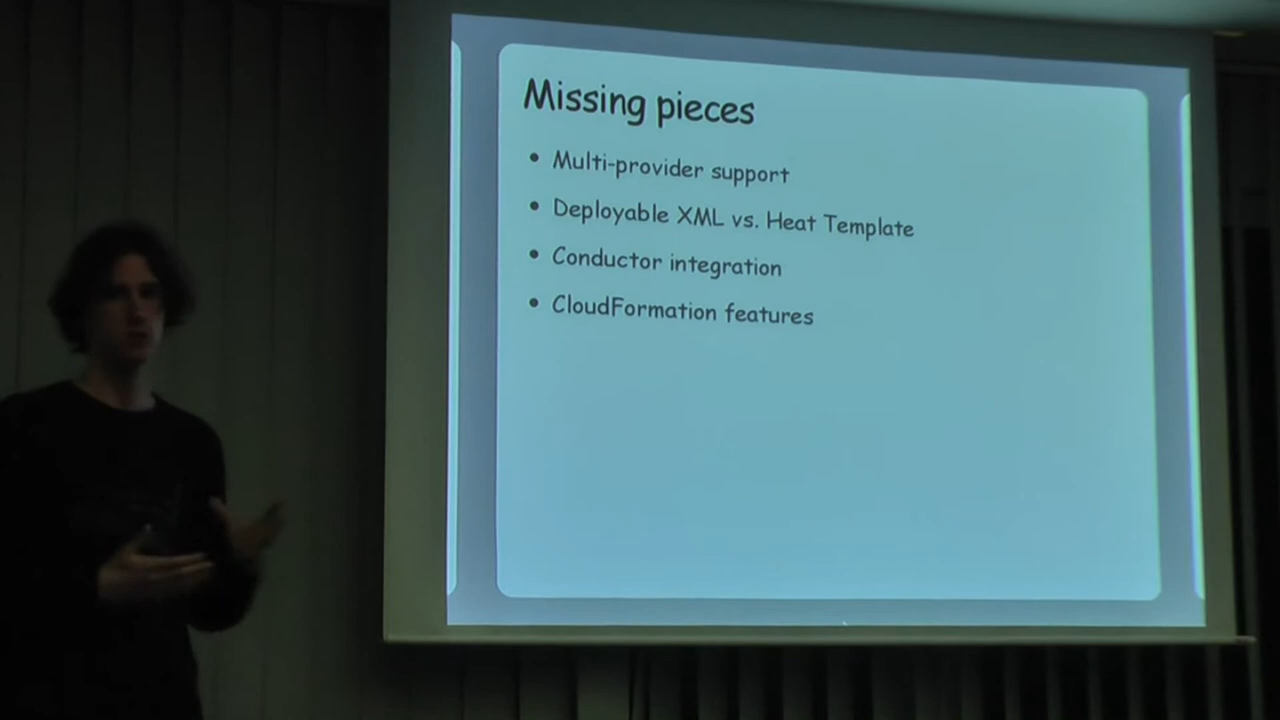 Missing pieces
• Multi-provider support
• Deployable XML vs. Heat Template
• Conductor integration
• CloudFormation features